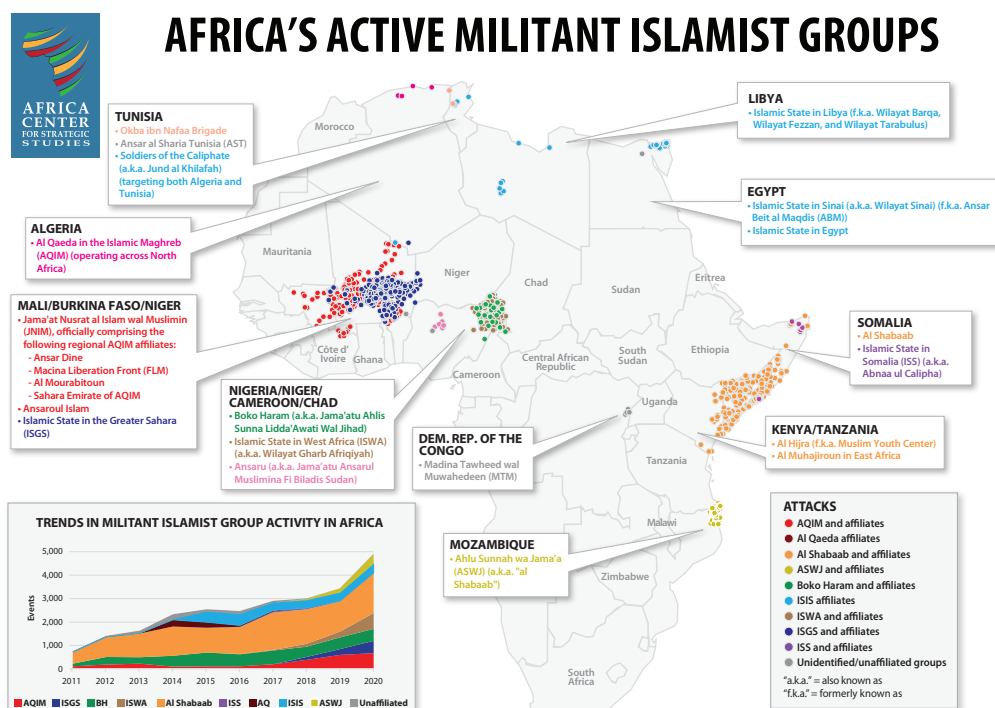 AFRICA'S ACTIVE MILITANT ISLAMIST GROUPS
AFRICA
CENTER
FOR STRATEGIC
STUDIES
TUNISIA
• Okba ibn Nafaa Brigade
• Ansar al Sharia Tunisia (AST)
• Soldiers of the Caliphate
(a.k.a. Jund al Khilafah)
(targeting both Algeria and
Tunisia)
LIBYA
• Islamic State in Libya (f.k.a. Wilayat Barqa,
Wilayat Fezzan, and Wilayat Tarabulus)
EGYPT
• Islamic State in Sinai (a.k.a. Wilayat Sinai) (f.k.a. Ansar
Beit al Maqdis (ABM))
• Islamic State in Egypt
ALGERIA
• Al Qaeda in the Islamic Maghreb
(AQIM) (operating across North
Africa)
MALI/BURKINA FASO/NIGER
• Jama'at Nusrat al Islam wal Muslimin
(JNIM), officially comprising the
following regional AQIM affiliates:
- Ansar Dine
- Macina Liberation Front (FLM)
- Al Mourabitoun
- Sahara Emirate of AQIM
• Ansaroul Islam
• Islamic State in the Greater Sahara
(ISGS)
NIGERIA/NIGER/
CAMEROON/CHAD
• Boko Haram (a.k.a. Jama'atu Ahlis
Sunna Lidda'Awati Wal Jihad)
• Islamic State in West Africa (ISWA)
(a.k.a. Wilayat Gharb Afriqiyah)
• Ansaru (a.k.a. Jama'atu Ansarul
Muslimina Fi Biladis Sudan)
DEM. REP. OF THE
CONGO
• Madina Tawheed wal
Muwahedeen (MTM)
SOMALIA
• Al Shabaab
• Islamic State in
Somalia (ISS) (a.k.a.
Abnaa ul Calipha)
KENYA/TANZANIA
• Al Hijra (f.k.a. Muslim Youth Center)
• Al Muhajiroun in East Africa
MOZAMBIQUE
• Ahlu Sunnah wa Jama'a
(ASWJ) (a.k.a. "al
Shabaab")
Morocco
Mauritania
Niger
Chad
Sudan
Eritrea
Côte d'
Ivoire
Ghana
Cameroon
Central African
Republic
South
Sudan
Ethiopia
Uganda
Tanzania
Malawi
Zimbabwe
South
Africa
ATTACKS
AQIM and affiliates
Al Qaeda affiliates
Al Shabaab and affiliates
ASWJ and affiliates
Boko Haram and affiliates
ISIS affiliates
ISWA and affiliates
ISGS and affiliates
ISS and affiliates
Unidentified/unaffiliated groups
"a.k.a." = also known as
"f.k.a." = formerly known as
TRENDS IN MILITANT ISLAMIST GROUP ACTIVITY IN AFRICA
Events
5,000
4,000
3,000
2,000
1,000
0
2011 2012 2013 2014 2015 2016 2017 2018 2019 2020
AQIM ISGS BH ISWA Al Shabaab ISS AQ ISIS ASWJ Unaffiliated